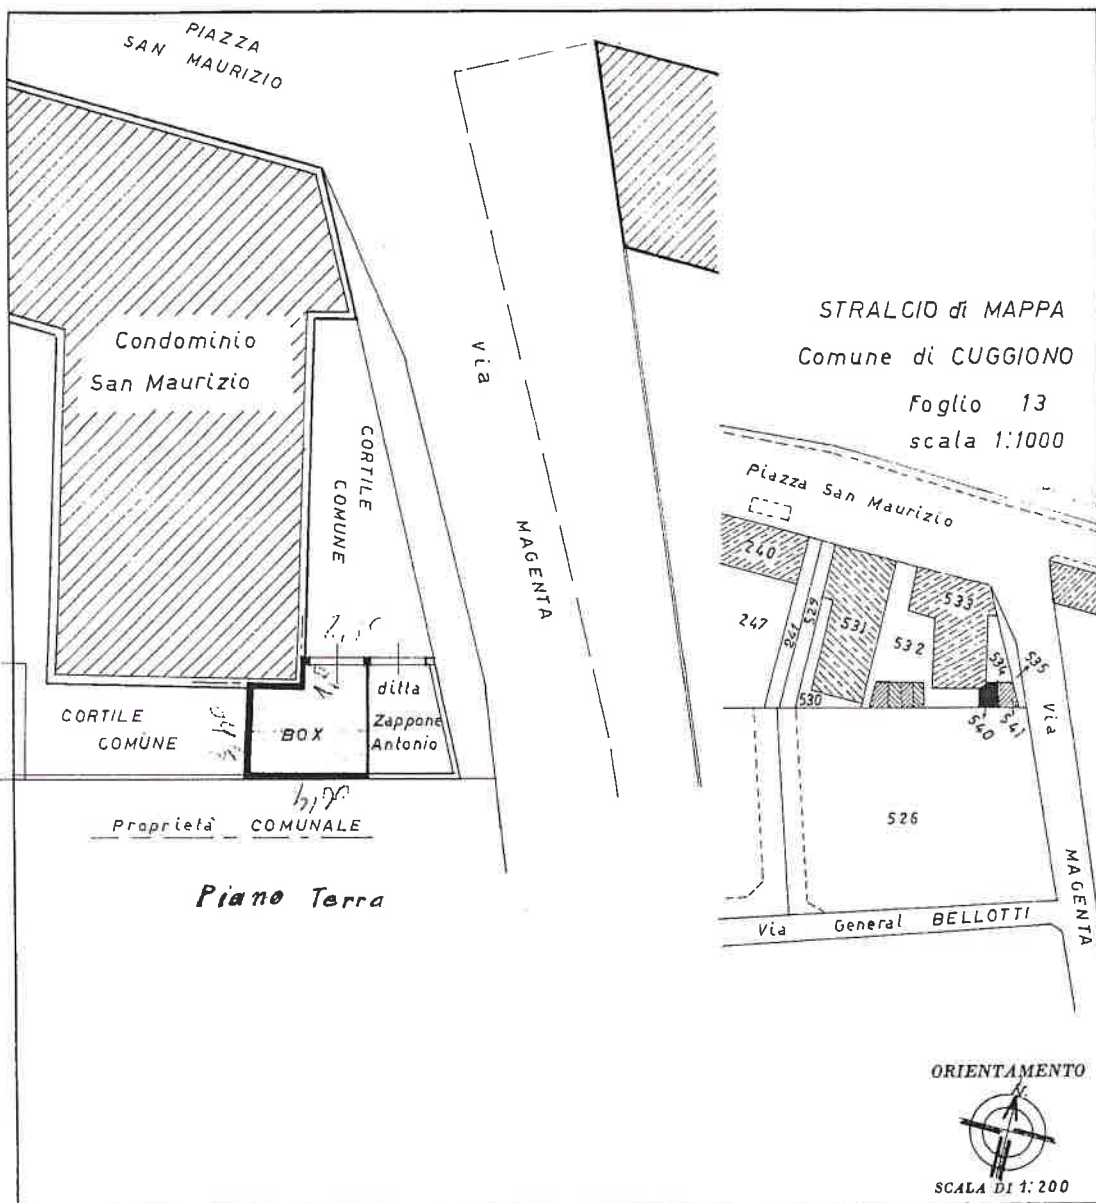 PIAZZA
SAN MAURIZIO
Condominio
San Maurizio
CORTILE
COMUNE
via
MAGENTA
CORTILE
COMUNE
BOX
ditta
Zappone
Antonio
Proprietà COMUNALE
Piano Terra
STRALCIO di MAPPA
Comune di CUGGIONO
Foglio 13
scala 1:1000
Piazza San Maurizio
240
247
241
529
531
530
532
533
534
535
540
541
Via
MAGENTA
526
Via General BELLOTTI
ORIENTAMENTO
N.
SCALA DI 1:200